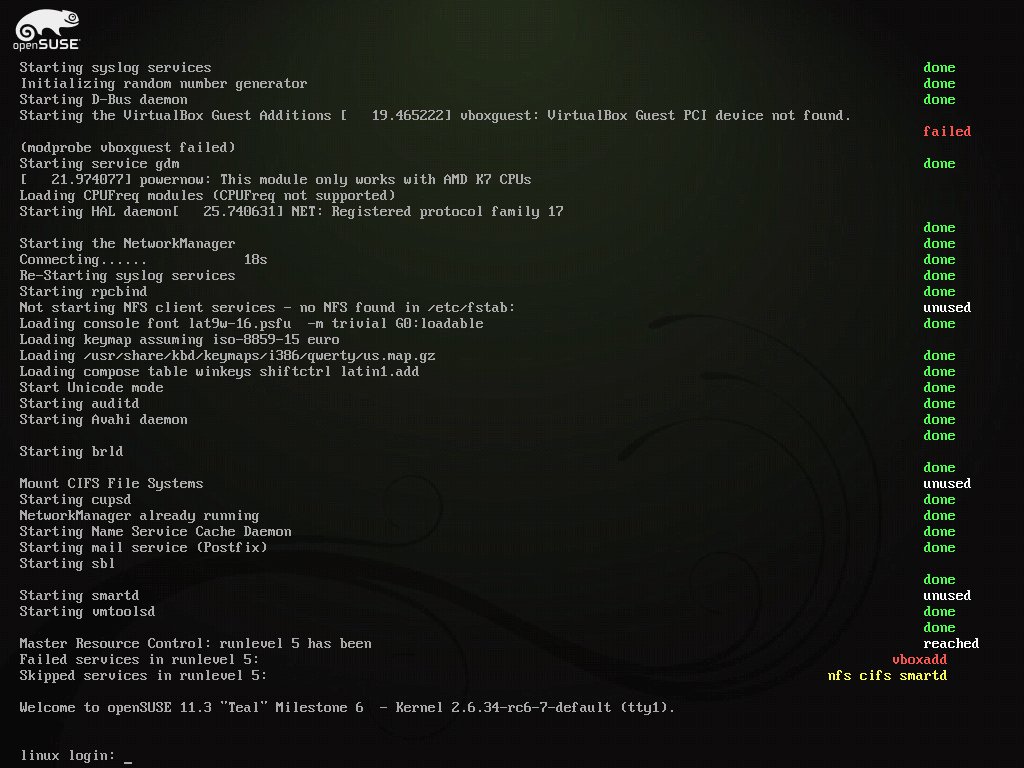 openSUSE
Starting syslog services done
Initializing random number generator done
Starting D-Bus daemon done
Starting the VirtualBox Guest Additions [   19.465222] vboxguest: VirtualBox Guest PCI device not found.
failed
(modprobe vboxguest failed)
Starting service gdm done
[   21.974077] powernow: This module only works with AMD K7 CPUs
Loading CPUFreq modules (CPUFreq not supported)
Starting HAL daemon[   25.740631] NET: Registered protocol family 17
done
Starting the NetworkManager done
Connecting...... 18s done
Re-Starting syslog services done
Starting rpcbind done
Not starting NFS client services - no NFS found in /etc/fstab: unused
Loading console font lat9w-16.psfu  -m trivial G0:loadable done
Loading keymap assuming iso-8859-15 euro
Loading /usr/share/kbd/keymaps/i386/qwerty/us.map.gz done
Loading compose table winkeys shiftctrl latin1.add done
Start Unicode mode done
Starting auditd done
Starting Avahi daemon done
done
Starting brld
done
Mount CIFS File Systems unused
Starting cupsd done
NetworkManager already running done
Starting Name Service Cache Daemon done
Starting mail service (Postfix) done
Starting sbl
done
Starting smartd unused
Starting vmtoolsd done
done
Master Resource Control: runlevel 5 has been reached
Failed services in runlevel 5: vboxadd
Skipped services in runlevel 5: nfs cifs smartd
Welcome to openSUSE 11.3 "Teal" Milestone 6  - Kernel 2.6.34-rc6-7-default (tty1).
linux login: _